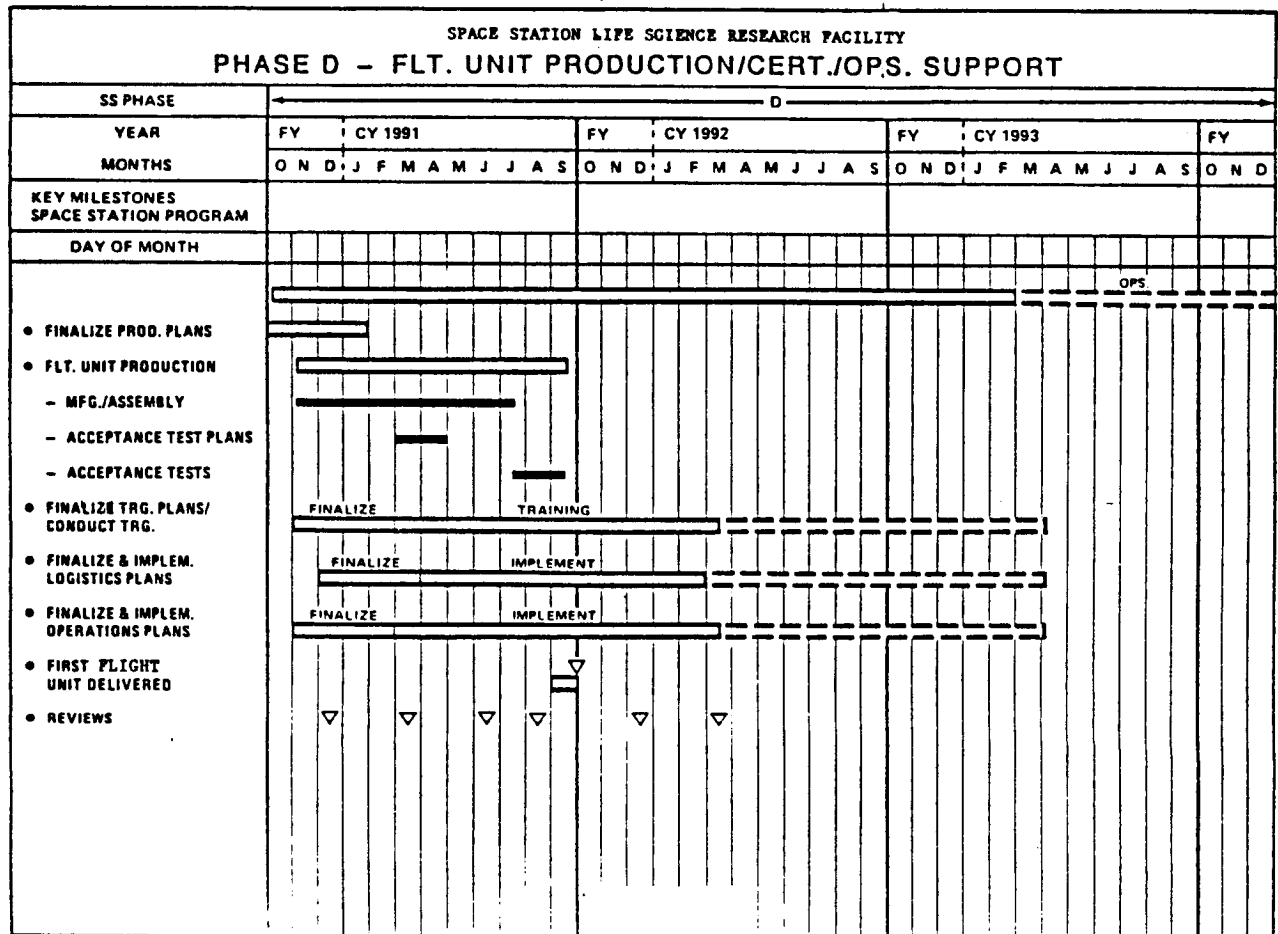 SPACE STATION LIFE SCIENCE RESEARCH FACILITY
PHASE D – FLT. UNIT PRODUCTION/CERT./OPS. SUPPORT
SS PHASE D
YEAR FY CY 1991 FY CY 1992 FY CY 1993 FY
MONTHS O N D J F M A M J J A S O N D J F M A M J J A S O N D J F M A M J J A S O N D
KEY MILESTONES
SPACE STATION PROGRAM
DAY OF MONTH
OPS
• FINALIZE PROD. PLANS
• FLT. UNIT PRODUCTION
– MFG./ASSEMBLY
– ACCEPTANCE TEST PLANS
– ACCEPTANCE TESTS
• FINALIZE TRG. PLANS/ FINALIZE TRAINING
CONDUCT TRG.
• FINALIZE & IMPLEM. FINALIZE IMPLEMENT
LOGISTICS PLANS
• FINALIZE & IMPLEM. FINALIZE IMPLEMENT
OPERATIONS PLANS
• FIRST FLIGHT
UNIT DELIVERED
• REVIEWS